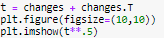 t = changes + changes.T
plt.figure(figsize=(10,10))
plt.imshow(t**.5)